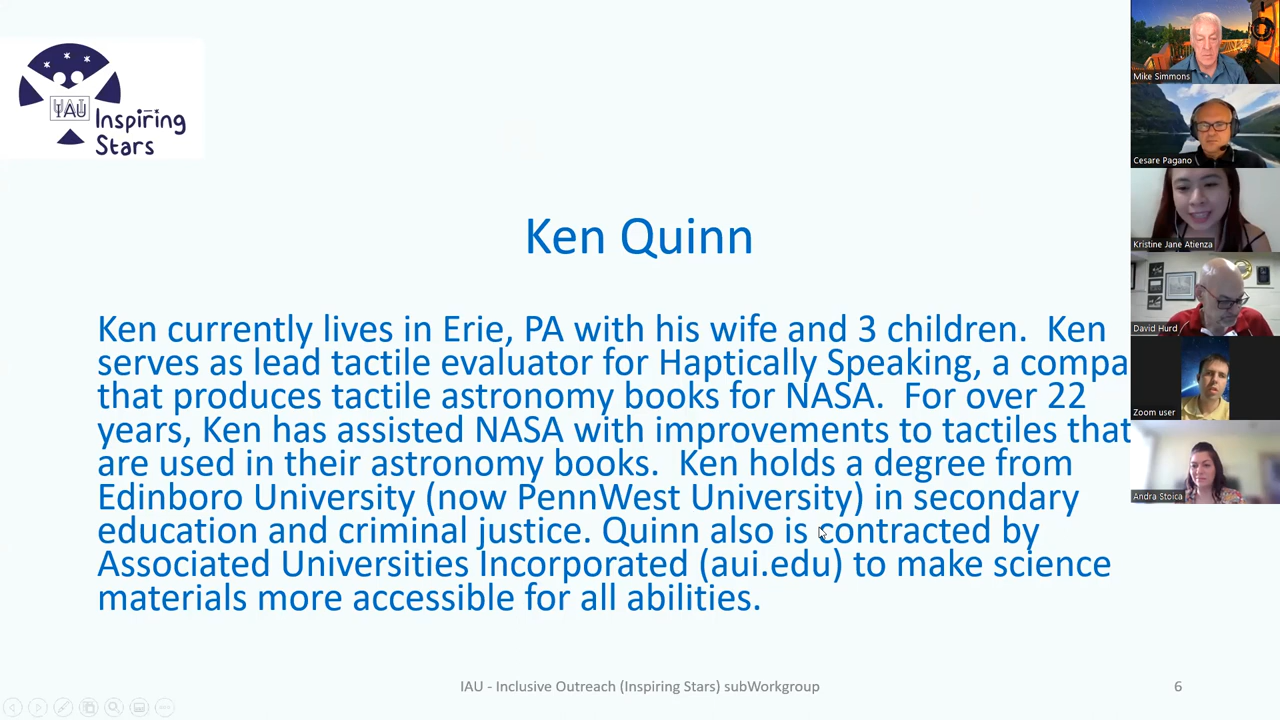 IAU
Inspiring
Stars
Ken Quinn
Ken currently lives in Erie, PA with his wife and 3 children.  Ken
serves as lead tactile evaluator for Haptically Speaking, a compa
that produces tactile astronomy books for NASA.  For over 22
years, Ken has assisted NASA with improvements to tactiles that
are used in their astronomy books.  Ken holds a degree from
Edinboro University (now PennWest University) in secondary
education and criminal justice. Quinn also is contracted by
Associated Universities Incorporated (aui.edu) to make science
materials more accessible for all abilities.
IAU - Inclusive Outreach (Inspiring Stars) subWorkgroup
6
Mike Simmons
Cesare Pagano
Kristine Jane Atienza
David Hurd
Zoom user
Andra Stoica